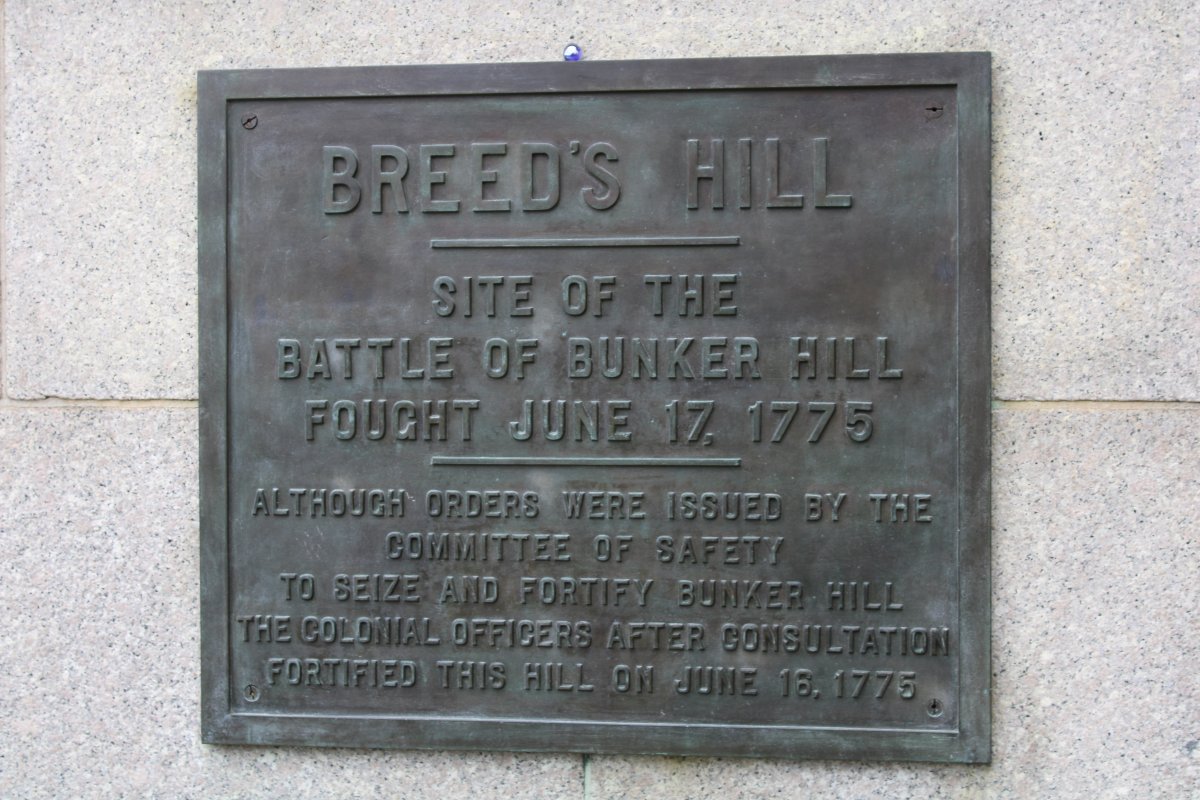 BREED'S HILL
SITE OF THE
BATTLE OF BUNKER HILL
FOUGHT JUNE 17, 1775
ALTHOUGH ORDERS WERE ISSUED BY THE
COMMITTEE OF SAFETY
TO SEIZE AND FORTIFY BUNKER HILL
THE COLONIAL OFFICERS AFTER CONSULTATION
FORTIFIED THIS HILL ON JUNE 16, 1775